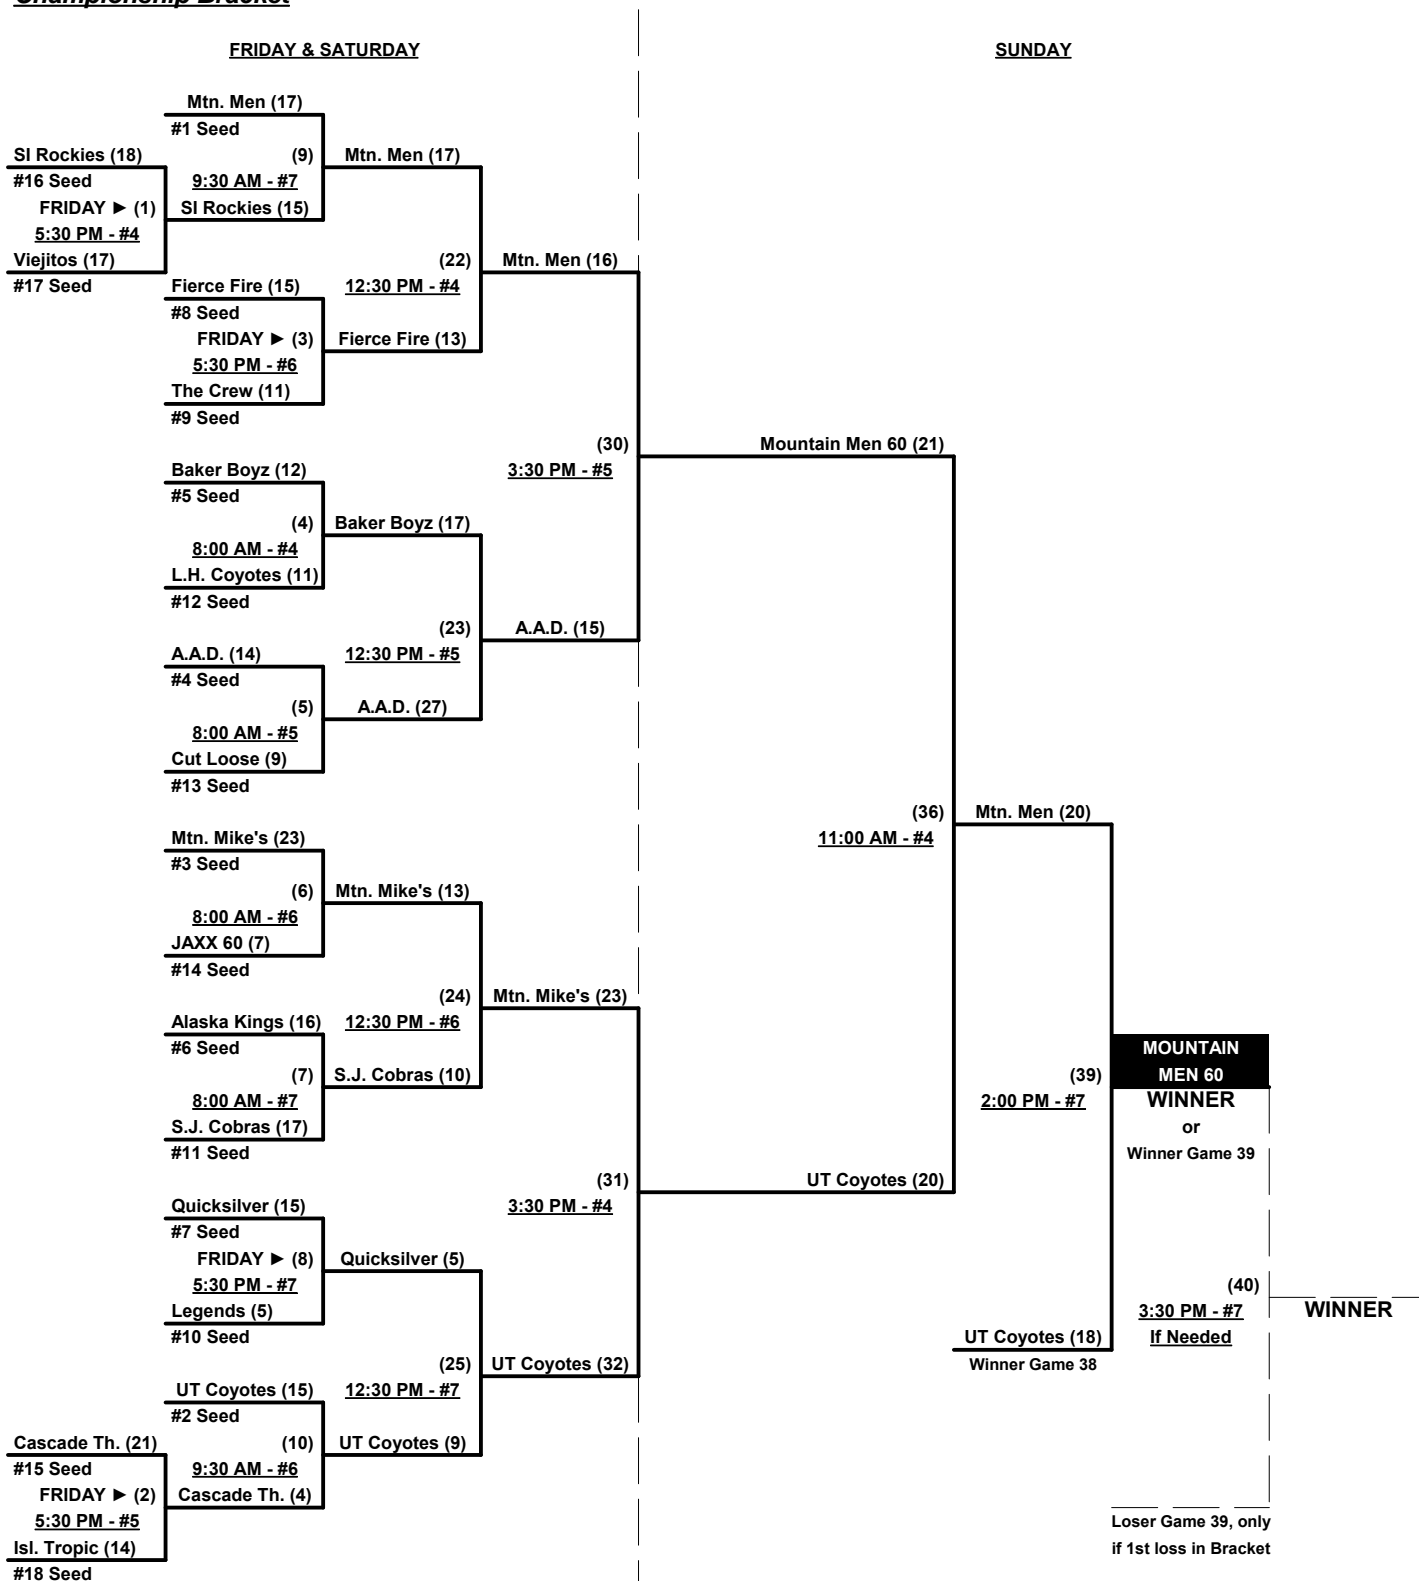 Championship Bracket
FRIDAY & SATURDAY
SUNDAY
Mtn. Men (17)
#1 Seed
SI Rockies (18)
(9)
Mtn. Men (17)
#16 Seed
9:30 AM - #7
FRIDAY ► (1)
SI Rockies (15)
5:30 PM - #4
Viejitos (17)
(22)
Mtn. Men (16)
#17 Seed
Fierce Fire (15)
12:30 PM - #4
#8 Seed
FRIDAY ► (3)
Fierce Fire (13)
5:30 PM - #6
The Crew (11)
#9 Seed
(30)
Mountain Men 60 (21)
Baker Boyz (12)
3:30 PM - #5
#5 Seed
(4)
Baker Boyz (17)
8:00 AM - #4
L.H. Coyotes (11)
#12 Seed
(23)
A.A.D. (15)
A.A.D. (14)
12:30 PM - #5
#4 Seed
(5)
A.A.D. (27)
8:00 AM - #5
Cut Loose (9)
#13 Seed
(36)
Mtn. Men (20)
Mtn. Mike's (23)
11:00 AM - #4
#3 Seed
(6)
Mtn. Mike's (13)
8:00 AM - #6
JAXX 60 (7)
#14 Seed
(24)
Mtn. Mike's (23)
Alaska Kings (16)
12:30 PM - #6
#6 Seed
MOUNTAIN
(7)
S.J. Cobras (10)
(39)
MEN 60
8:00 AM - #7
2:00 PM - #7
WINNER
S.J. Cobras (17)
or
#11 Seed
Winner Game 39
(31)
UT Coyotes (20)
Quicksilver (15)
3:30 PM - #4
#7 Seed
FRIDAY ► (8)
Quicksilver (5)
5:30 PM - #7
(40)
Legends (5)
3:30 PM - #7
WINNER
#10 Seed
UT Coyotes (18)
If Needed
(25)
UT Coyotes (32)
Winner Game 38
UT Coyotes (15)
12:30 PM - #7
#2 Seed
Cascade Th. (21)
(10)
UT Coyotes (9)
#15 Seed
9:30 AM - #6
FRIDAY ► (2)
Cascade Th. (4)
5:30 PM - #5
Loser Game 39, only
Isl. Tropic (14)
if 1st loss in Bracket
#18 Seed